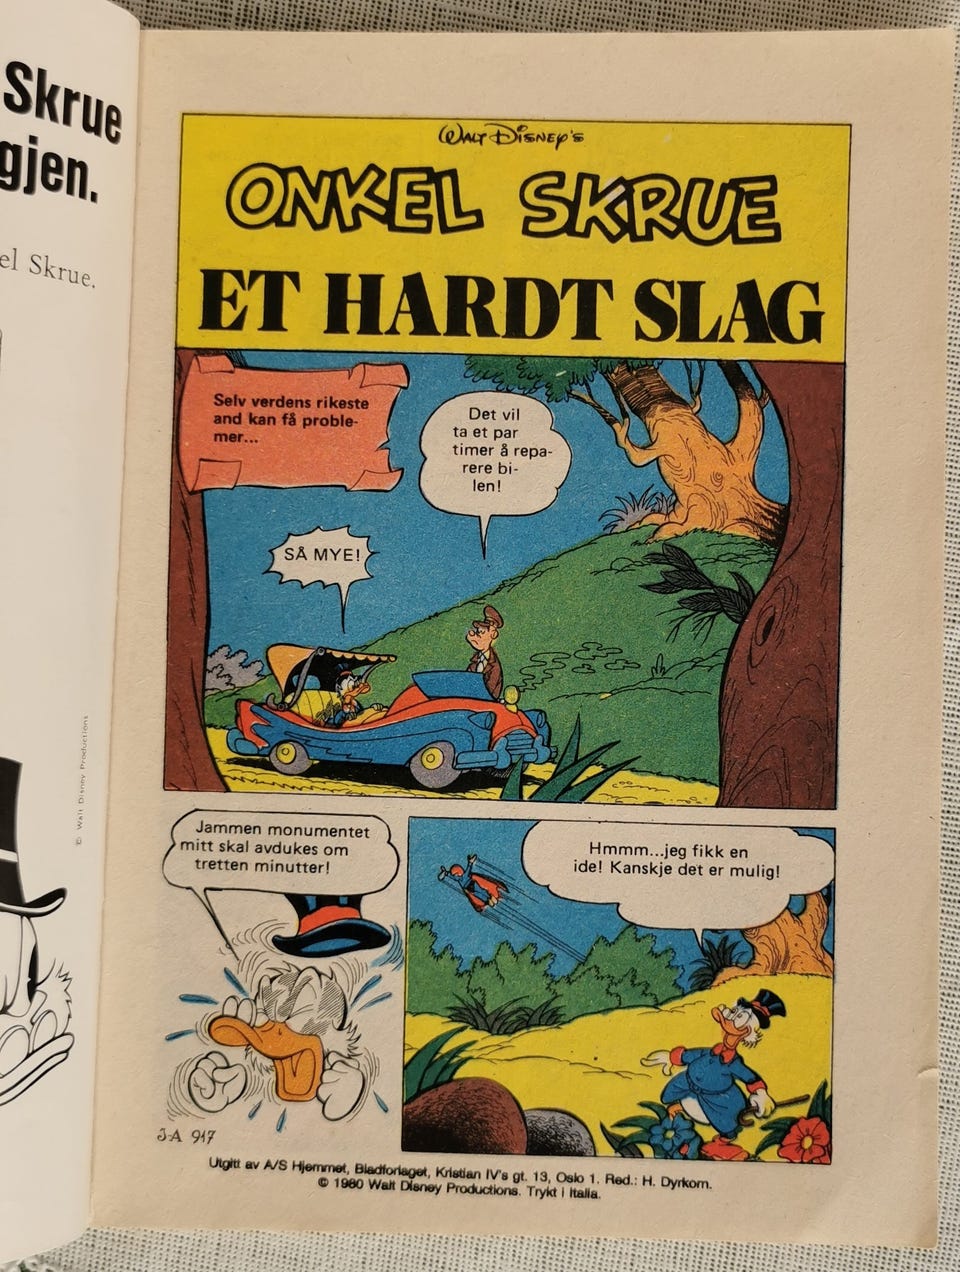 Skrue
gjen.
el Skrue.
© Walt Disney Productions
WALT DISNEY'S
ONKEL SKRUE
ET HARDT SLAG
Selv verdens rikeste
and kan få proble-
mer...
Det vil
ta et par
timer å repa-
rere bi-
len!
SÅ MYE!
Jammen monumentet
mitt skal avdukes om
tretten minutter!
Hmmm...jeg fikk en
ide! Kanskje det er mulig!
J-A 917
Utgitt av A/S Hjemmet, Bladforlaget, Kristian IV's gt. 13, Oslo 1. Red.: H. Dyrkorn.
© 1980 Walt Disney Productions. Trykt i Italia.